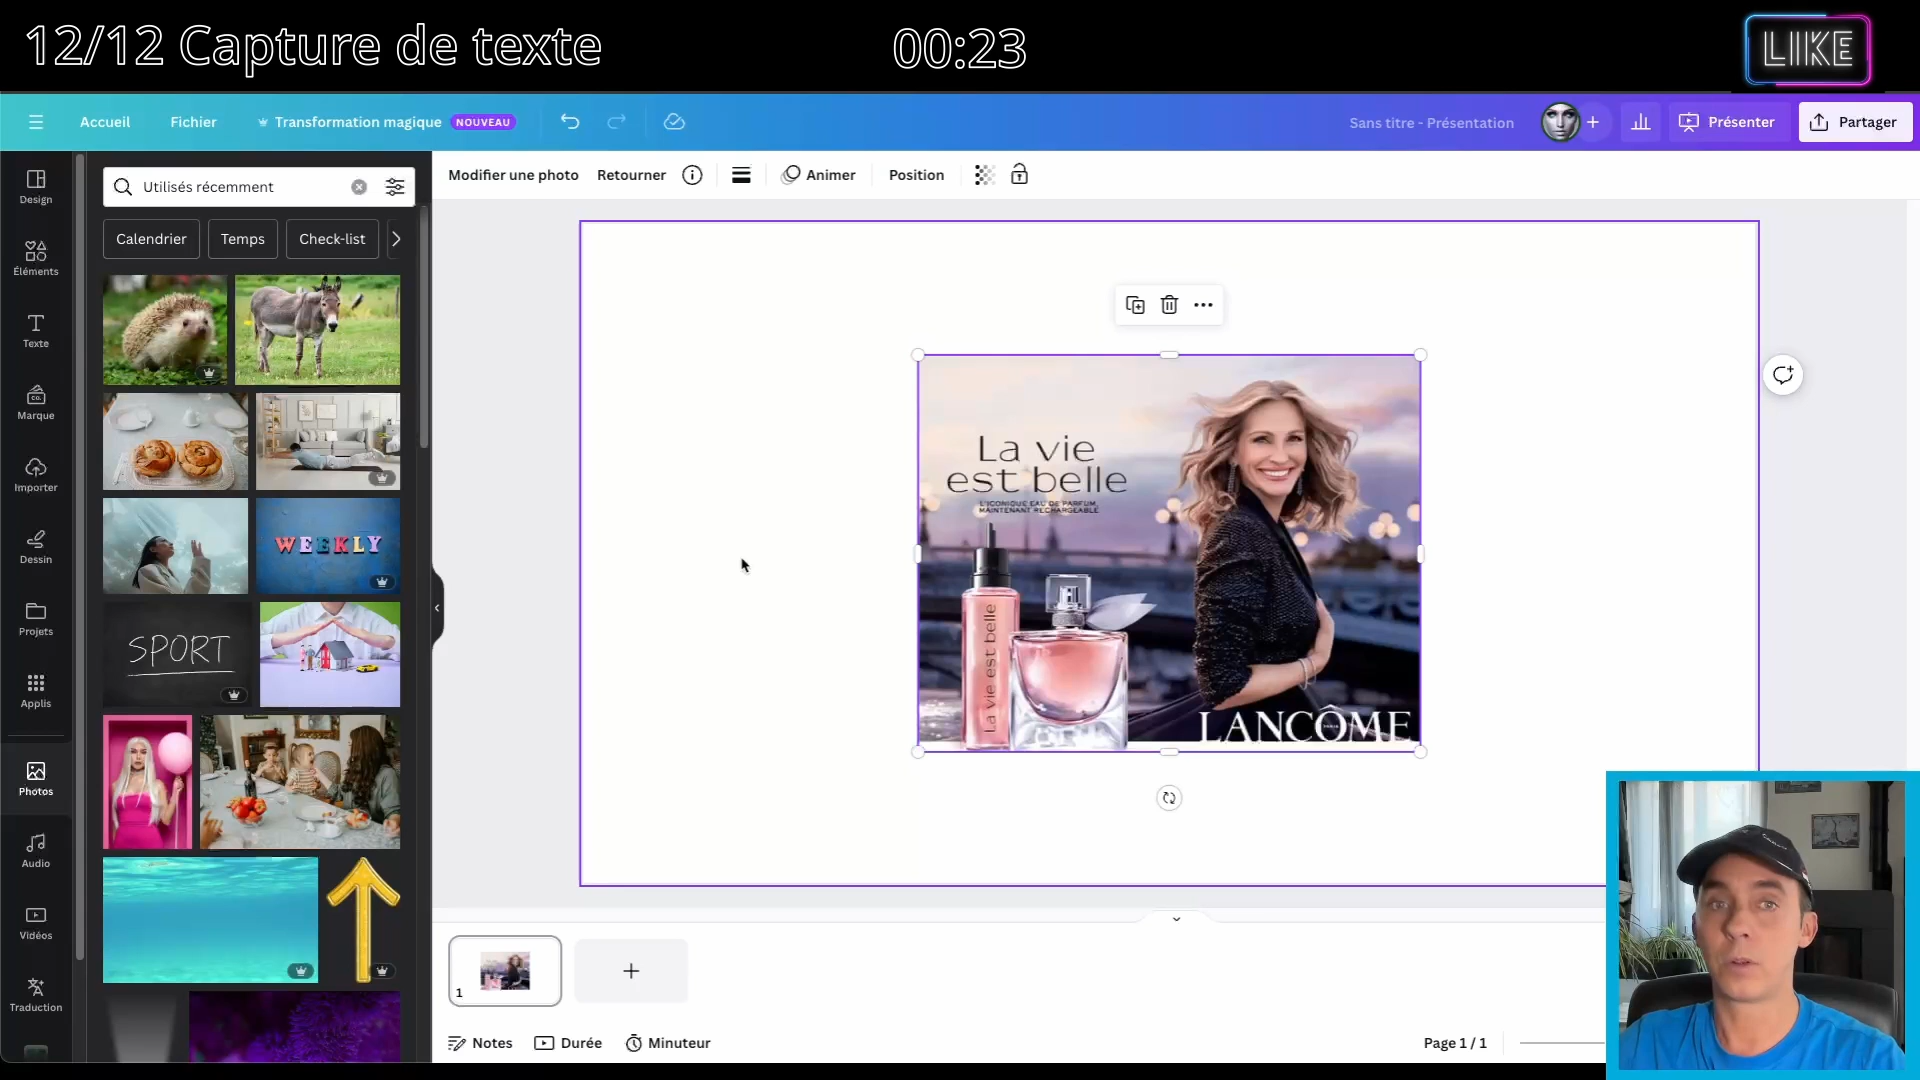 12/12 Capture de texte
00:23
LIKE
Accueil
Fichier
Transformation magique
NOUVEAU
Sans titre - Présentation
Présenter
Partager
Design
Éléments
Texte
Marque
Importer
Dessin
Projets
Applis
Photos
Audio
Vidéos
Traduction
Utilisés récemment
Calendrier
Temps
Check-list
WEEKLY
SPORT
Modifier une photo
Retourner
Animer
Position
La vie
est belle
L'ICONIQUE EAU DE PARFUM,
MAINTENANT RECHARGEABLE
La vie est belle
LANCÔME
1
Notes
Durée
Minuteur
Page 1 / 1